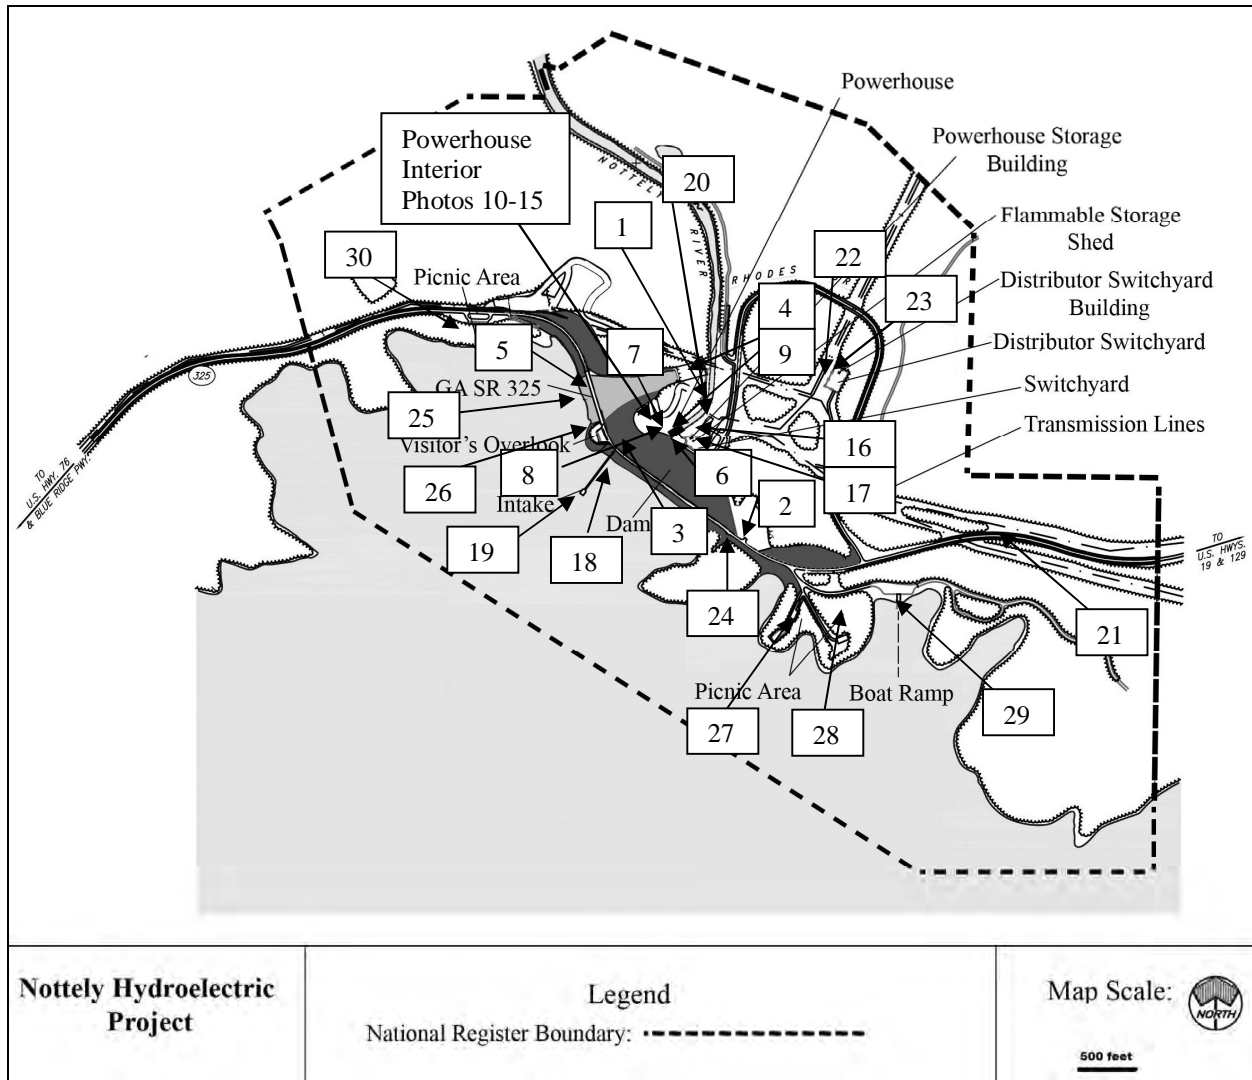 Powerhouse
Powerhouse Storage
Building
Powerhouse
Interior
Photos 10-15
NOTTELY
RIVER
20
1
30
Picnic Area
RHODES
22
Flammable Storage
Shed
23
Distributor Switchyard
Building
4
5
7
9
Distributor Switchyard
325
GA SR 325
25
Switchyard
Transmission Lines
Visitor's Overlook
TO
U.S. HWY. 76
& BLUE RIDGE PWY.
26
8
6
16
17
Intake
Dam
2
19
18
3
TO
U.S. HWYS.
19 & 129
24
21
Picnic Area
Boat Ramp
27
28
29
Nottely Hydroelectric
Project
Legend
National Register Boundary:
Map Scale:
NORTH
500 feet